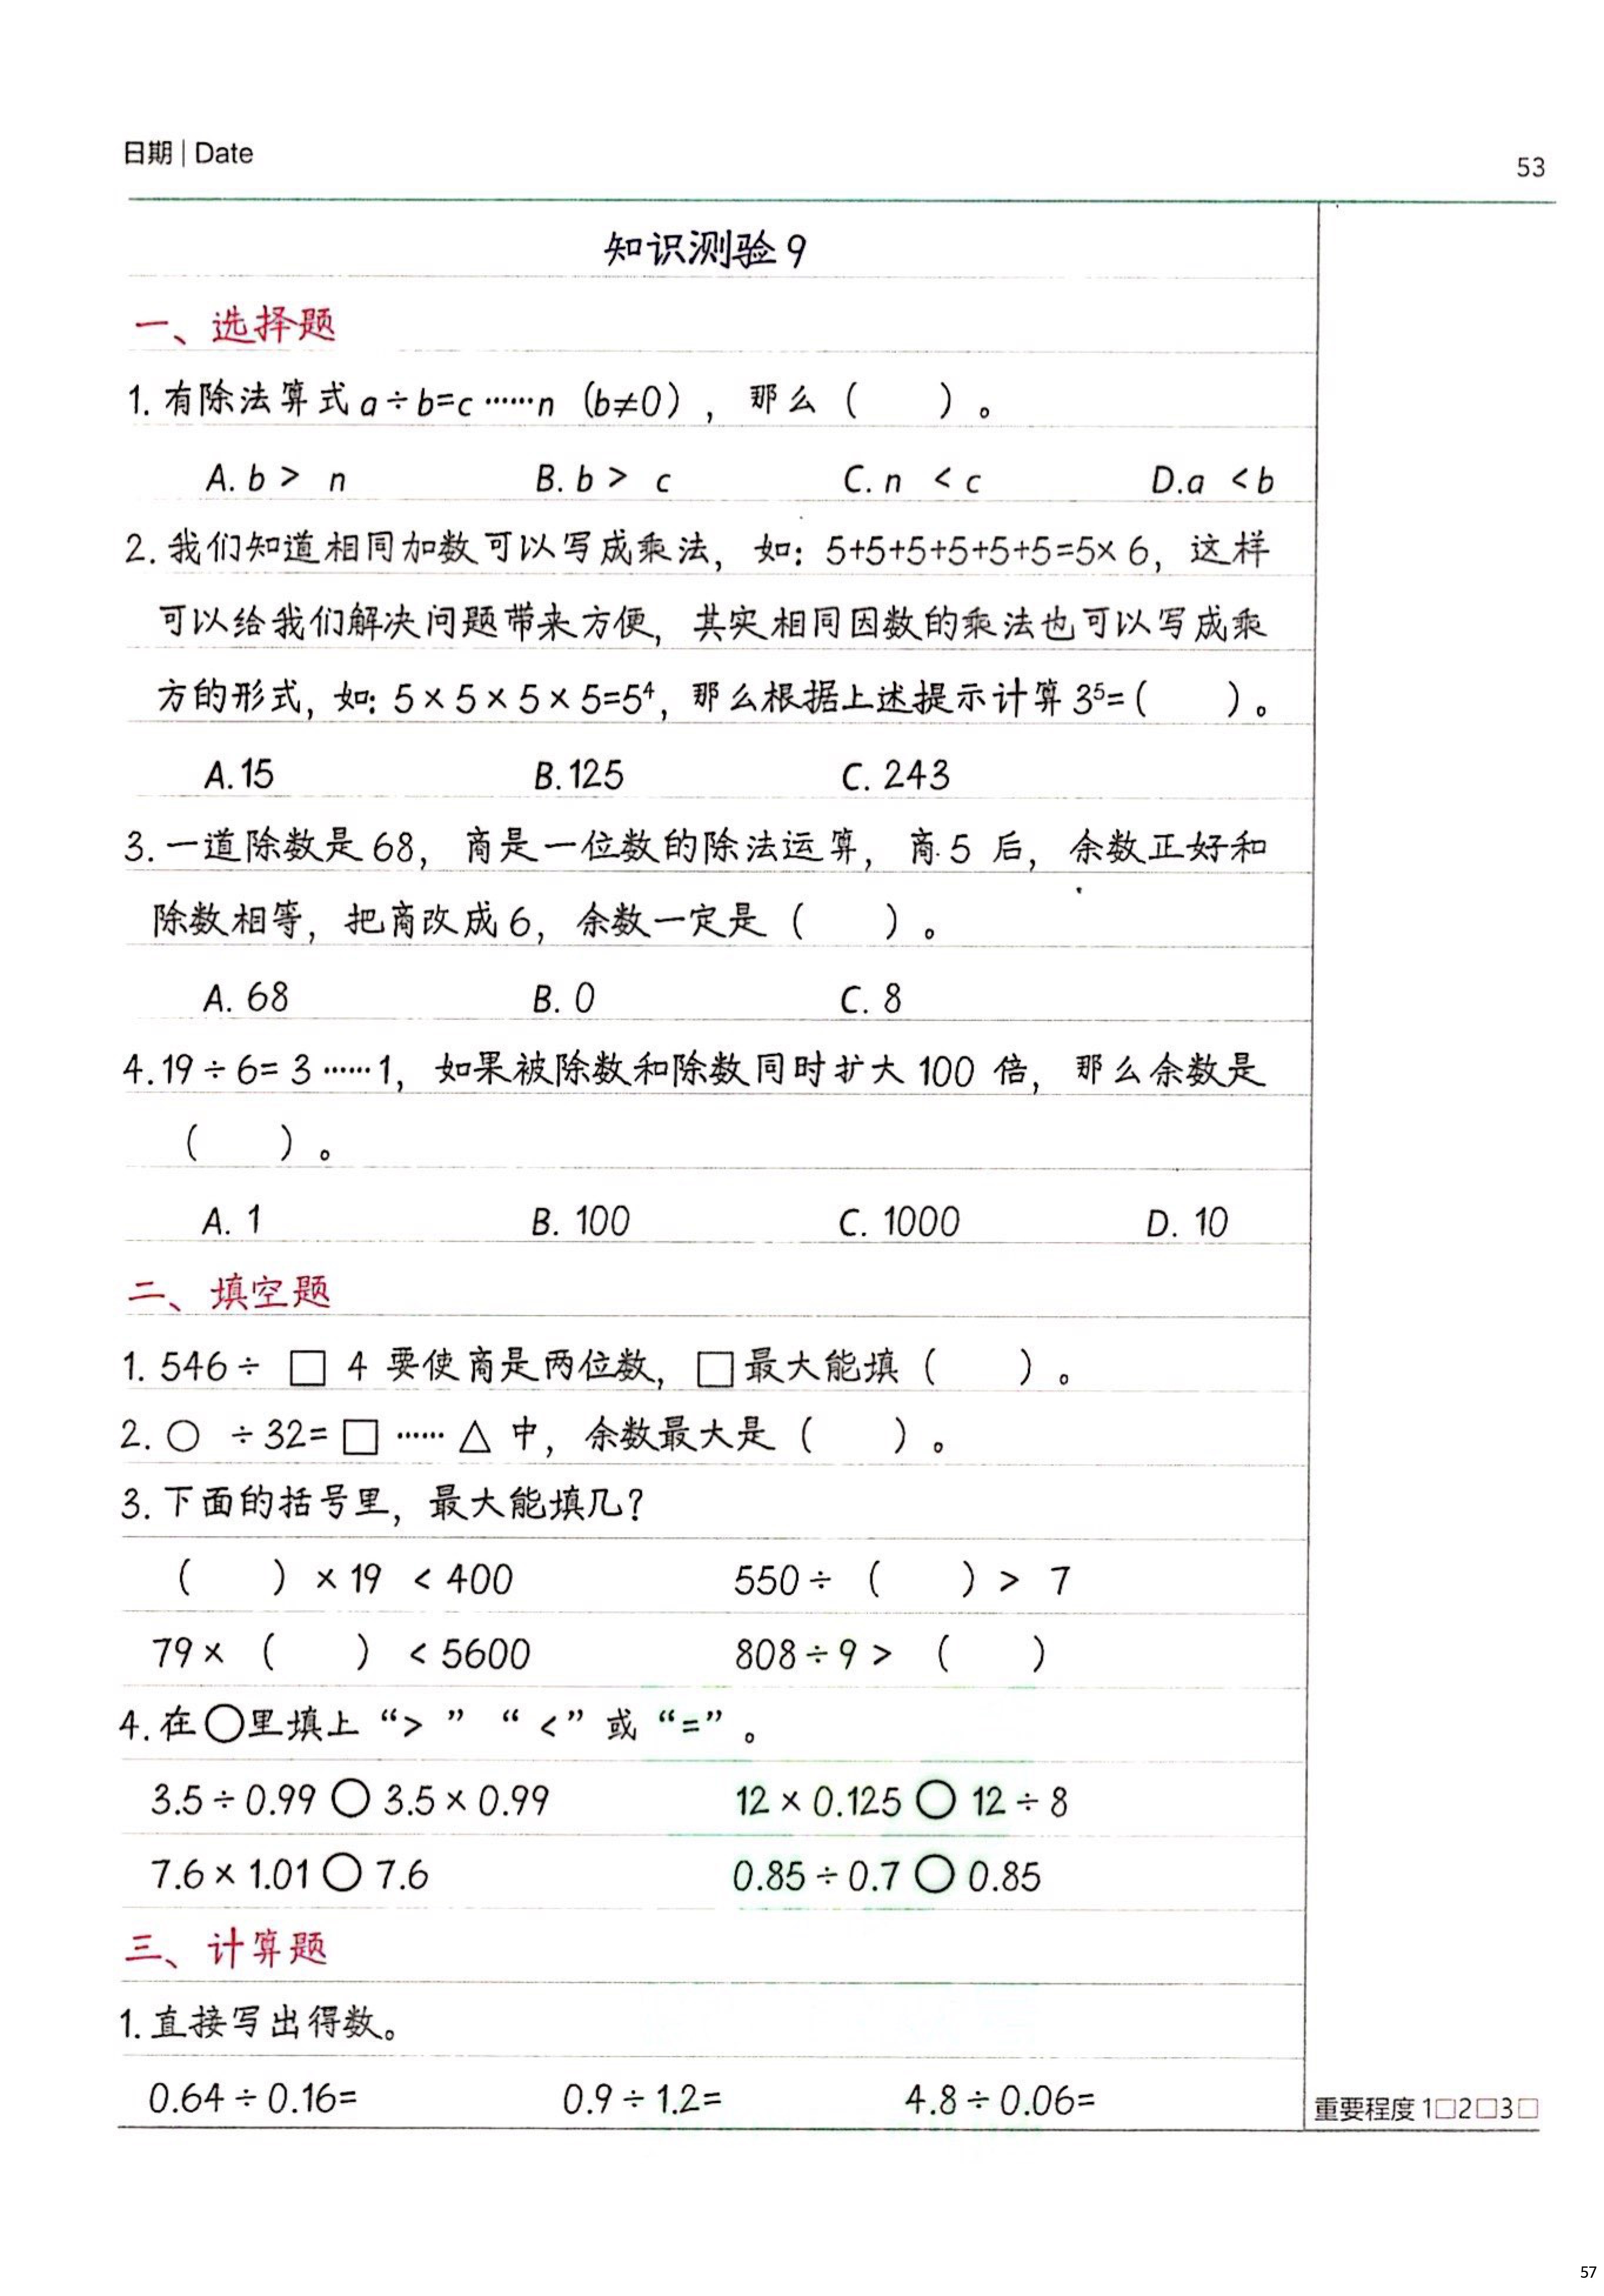 日期 | Date
53
知识测验9
一、选择题
1. 有除法算式a÷b=c……n（b≠0），那么（　　）。
A. b > n　　B. b > c　　C. n < c　　D. a < b
2. 我们知道相同加数可以写成乘法，如：5+5+5+5+5+5=5×6，这样
可以给我们解决问题带来方便，其实相同因数的乘法也可以写成乘
方的形式，如：5×5×5×5=5⁴，那么根据上述提示计算3⁵=（　　）。
A. 15　　B. 125　　C. 243
3. 一道除数是68，商是一位数的除法运算，商5后，余数正好和
除数相等，把商改成6，余数一定是（　　）。
A. 68　　B. 0　　C. 8
4. 19÷6=3……1，如果被除数和除数同时扩大100倍，那么余数是
（　　）。
A. 1　　B. 100　　C. 1000　　D. 10
二、填空题
1. 546÷□4要使商是两位数，□最大能填（　　）。
2. ○÷32=□……△中，余数最大是（　　）。
3. 下面的括号里，最大能填几？
（　　）×19 < 400　　550÷（　　）> 7
79×（　　）< 5600　　808÷9 >（　　）
4. 在○里填上“>”“<”或“=”。
3.5÷0.99○3.5×0.99　　12×0.125○12÷8
7.6×1.01○7.6　　0.85÷0.7○0.85
三、计算题
1. 直接写出得数。
0.64÷0.16=　　0.9÷1.2=　　4.8÷0.06=
重要程度 1□2□3□
57